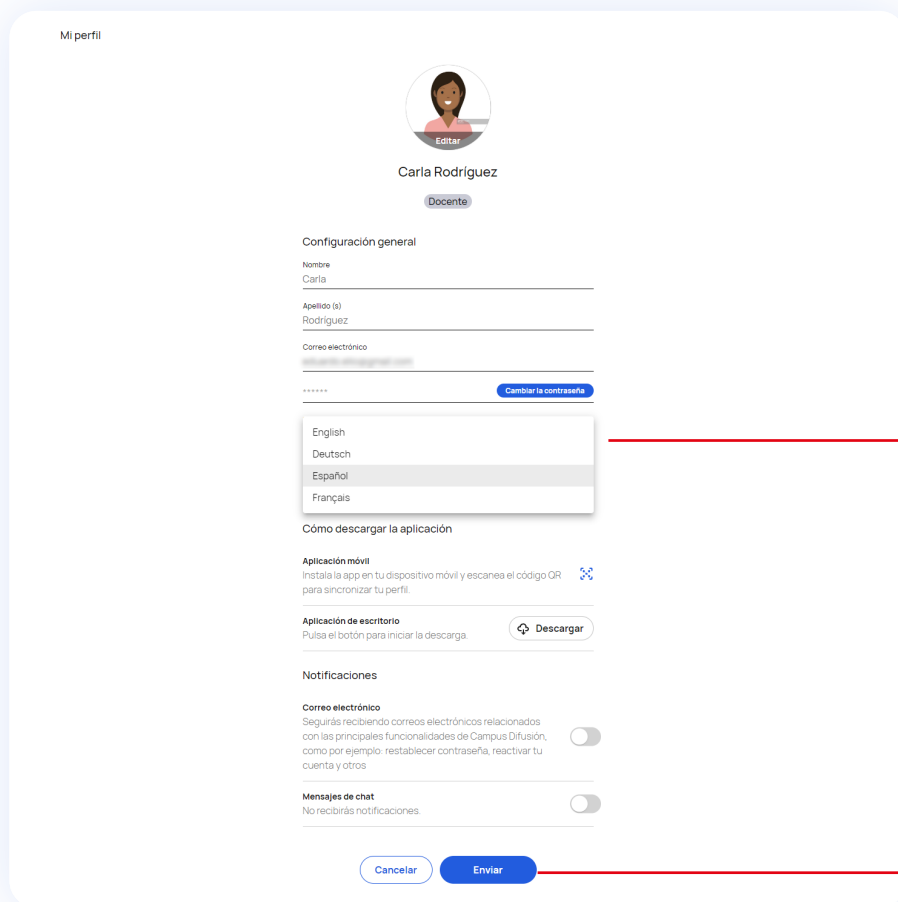 Mi perfil
Editar
Carla Rodríguez
Docente
Configuración general
Nombre
Carla
Apellido (s)
Rodríguez
Correo electrónico
******
Cambiar la contraseña
English
Deutsch
Español
Français
Cómo descargar la aplicación
Aplicación móvil
Instala la app en tu dispositivo móvil y escanea el código QR
para sincronizar tu perfil.
Aplicación de escritorio
Pulsa el botón para iniciar la descarga.
Descargar
Notificaciones
Correo electrónico
Seguirás recibiendo correos electrónicos relacionados
con las principales funcionalidades de Campus Difusión,
como por ejemplo: restablecer contraseña, reactivar tu
cuenta y otros
Mensajes de chat
No recibirás notificaciones.
Cancelar
Enviar